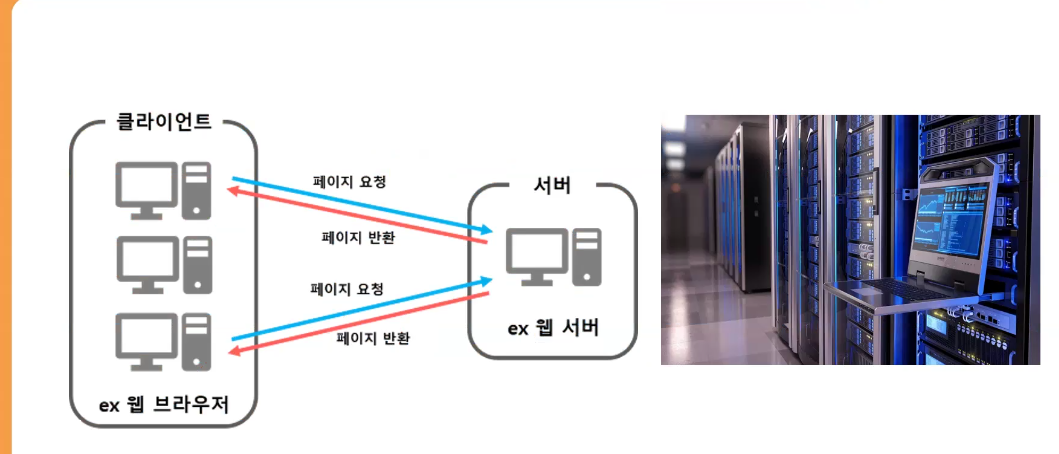 클라이언트
페이지 요청
페이지 반환
페이지 요청
페이지 반환
ex 웹 브라우저
서버
ex 웹 서버